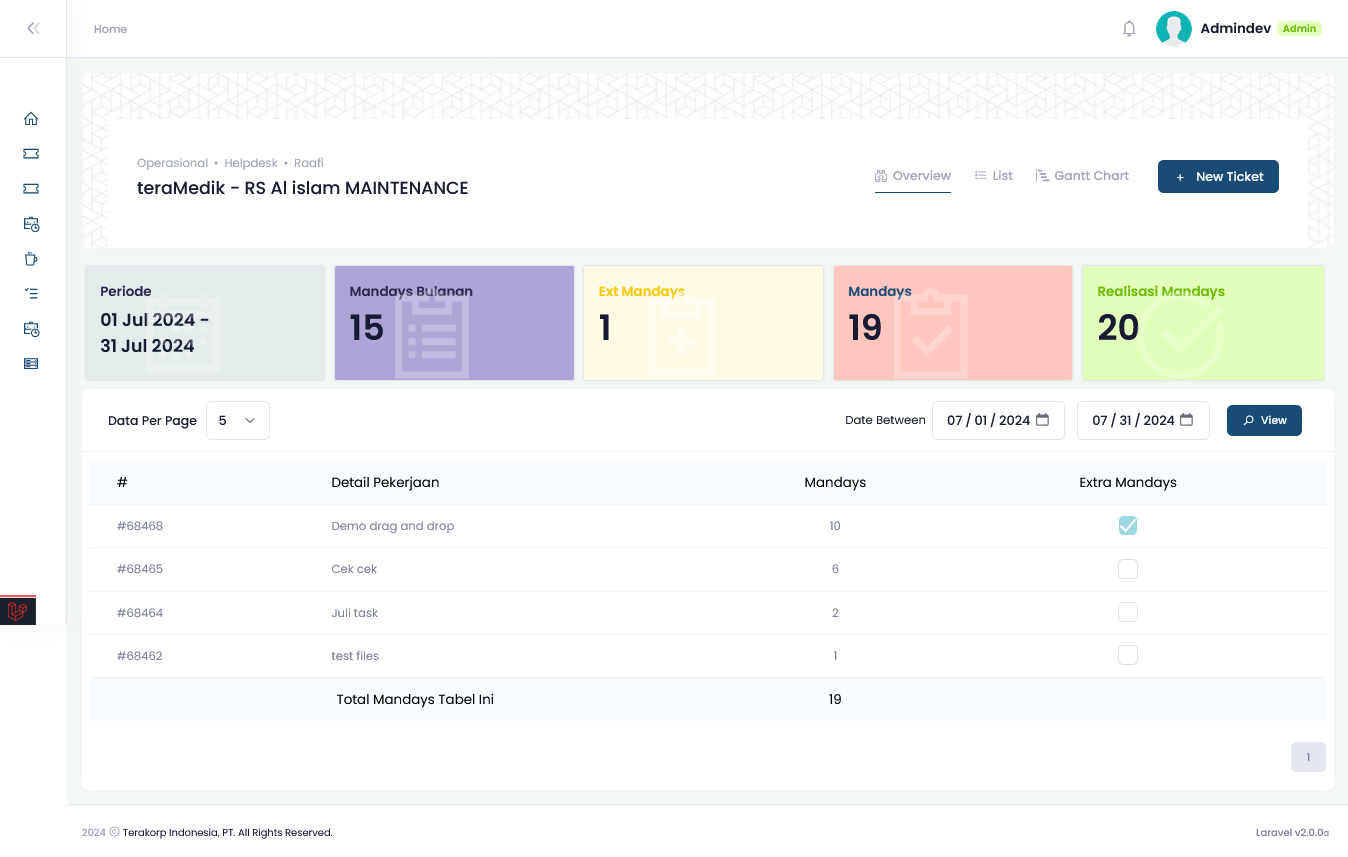 Home
Admindev Admin
Operasional • Helpdesk • Raafi
teraMedik - RS Al islam MAINTENANCE
Overview List Gantt Chart + New Ticket
Periode
01 Jul 2024 -
31 Jul 2024
Mandays Bulanan
15
Ext Mandays
1
Mandays
19
Realisasi Mandays
20
Data Per Page 5 Date Between 07 / 01 / 2024 07 / 31 / 2024 View
# Detail Pekerjaan Mandays Extra Mandays
#68468 Demo drag and drop 10
#68465 Cek cek 6
#68464 Juli task 2
#68462 test files 1
Total Mandays Tabel Ini 19
1
2024 © Terakorp Indonesia, PT. All Rights Reserved. Laravel v2.0.0α